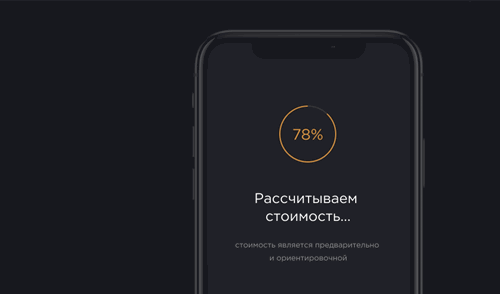 78%
Рассчитываем
стоимость...
стоимость является предварительно
и ориентировочной